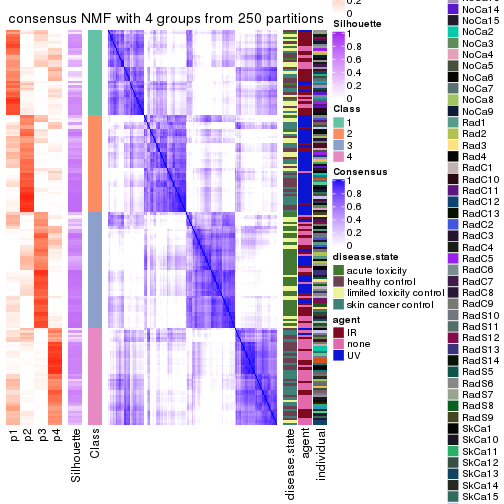 consensus NMF with 4 groups from 250 partitions
p1
p2
p3
p4
Silhouette
Class
disease.state
agent
individual
0.2
0
Silhouette
1
0.8
0.6
0.4
0.2
0
Class
1
2
3
4
Consensus
1
0.8
0.6
0.4
0.2
0
disease.state
acute toxicity
healthy control
limited toxicity control
skin cancer control
agent
IR
none
UV
NoCa14
NoCa15
NoCa2
NoCa3
NoCa4
NoCa5
NoCa6
NoCa7
NoCa8
NoCa9
Rad1
Rad2
Rad3
Rad4
RadC1
RadC10
RadC11
RadC12
RadC13
RadC2
RadC3
RadC4
RadC5
RadC6
RadC7
RadC8
RadC9
RadS10
RadS11
RadS12
RadS13
RadS14
RadS5
RadS6
RadS7
RadS8
RadS9
SkCa1
SkCa10
SkCa11
SkCa12
SkCa13
SkCa14
SkCa15